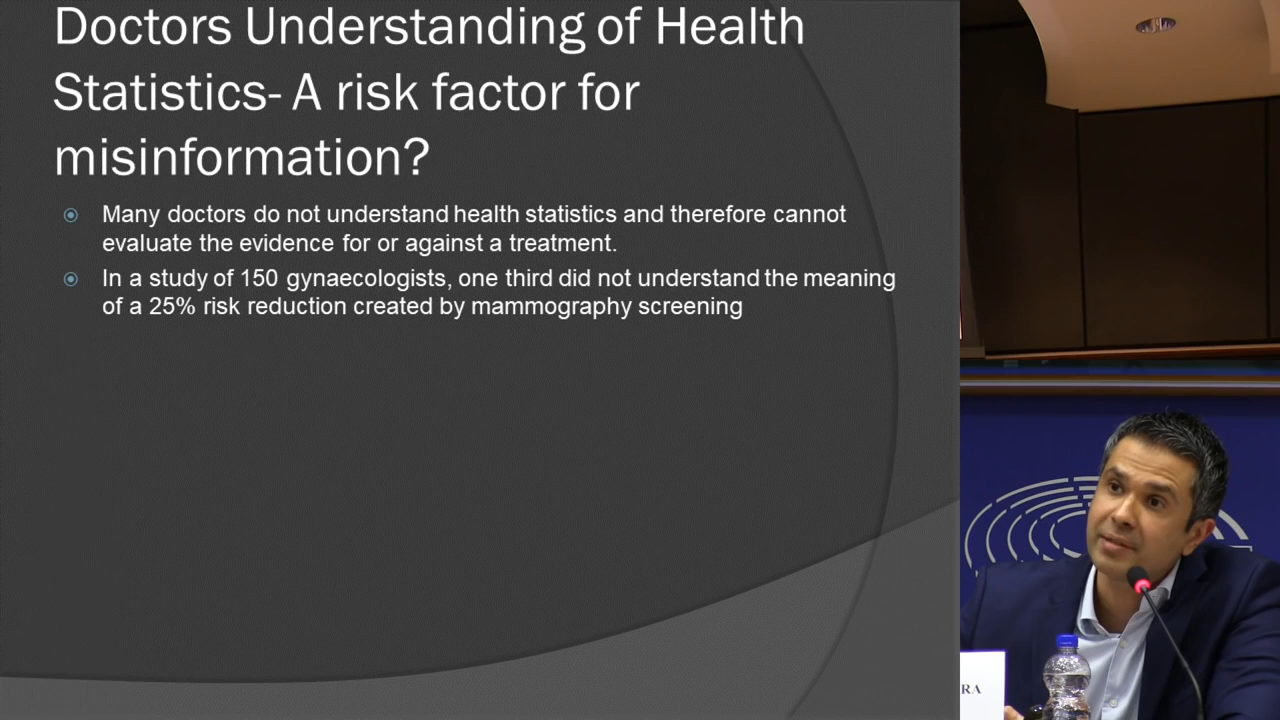 Doctors Understanding of Health
Statistics- A risk factor for
misinformation?
Many doctors do not understand health statistics and therefore cannot
evaluate the evidence for or against a treatment.
In a study of 150 gynaecologists, one third did not understand the meaning
of a 25% risk reduction created by mammography screening
RA